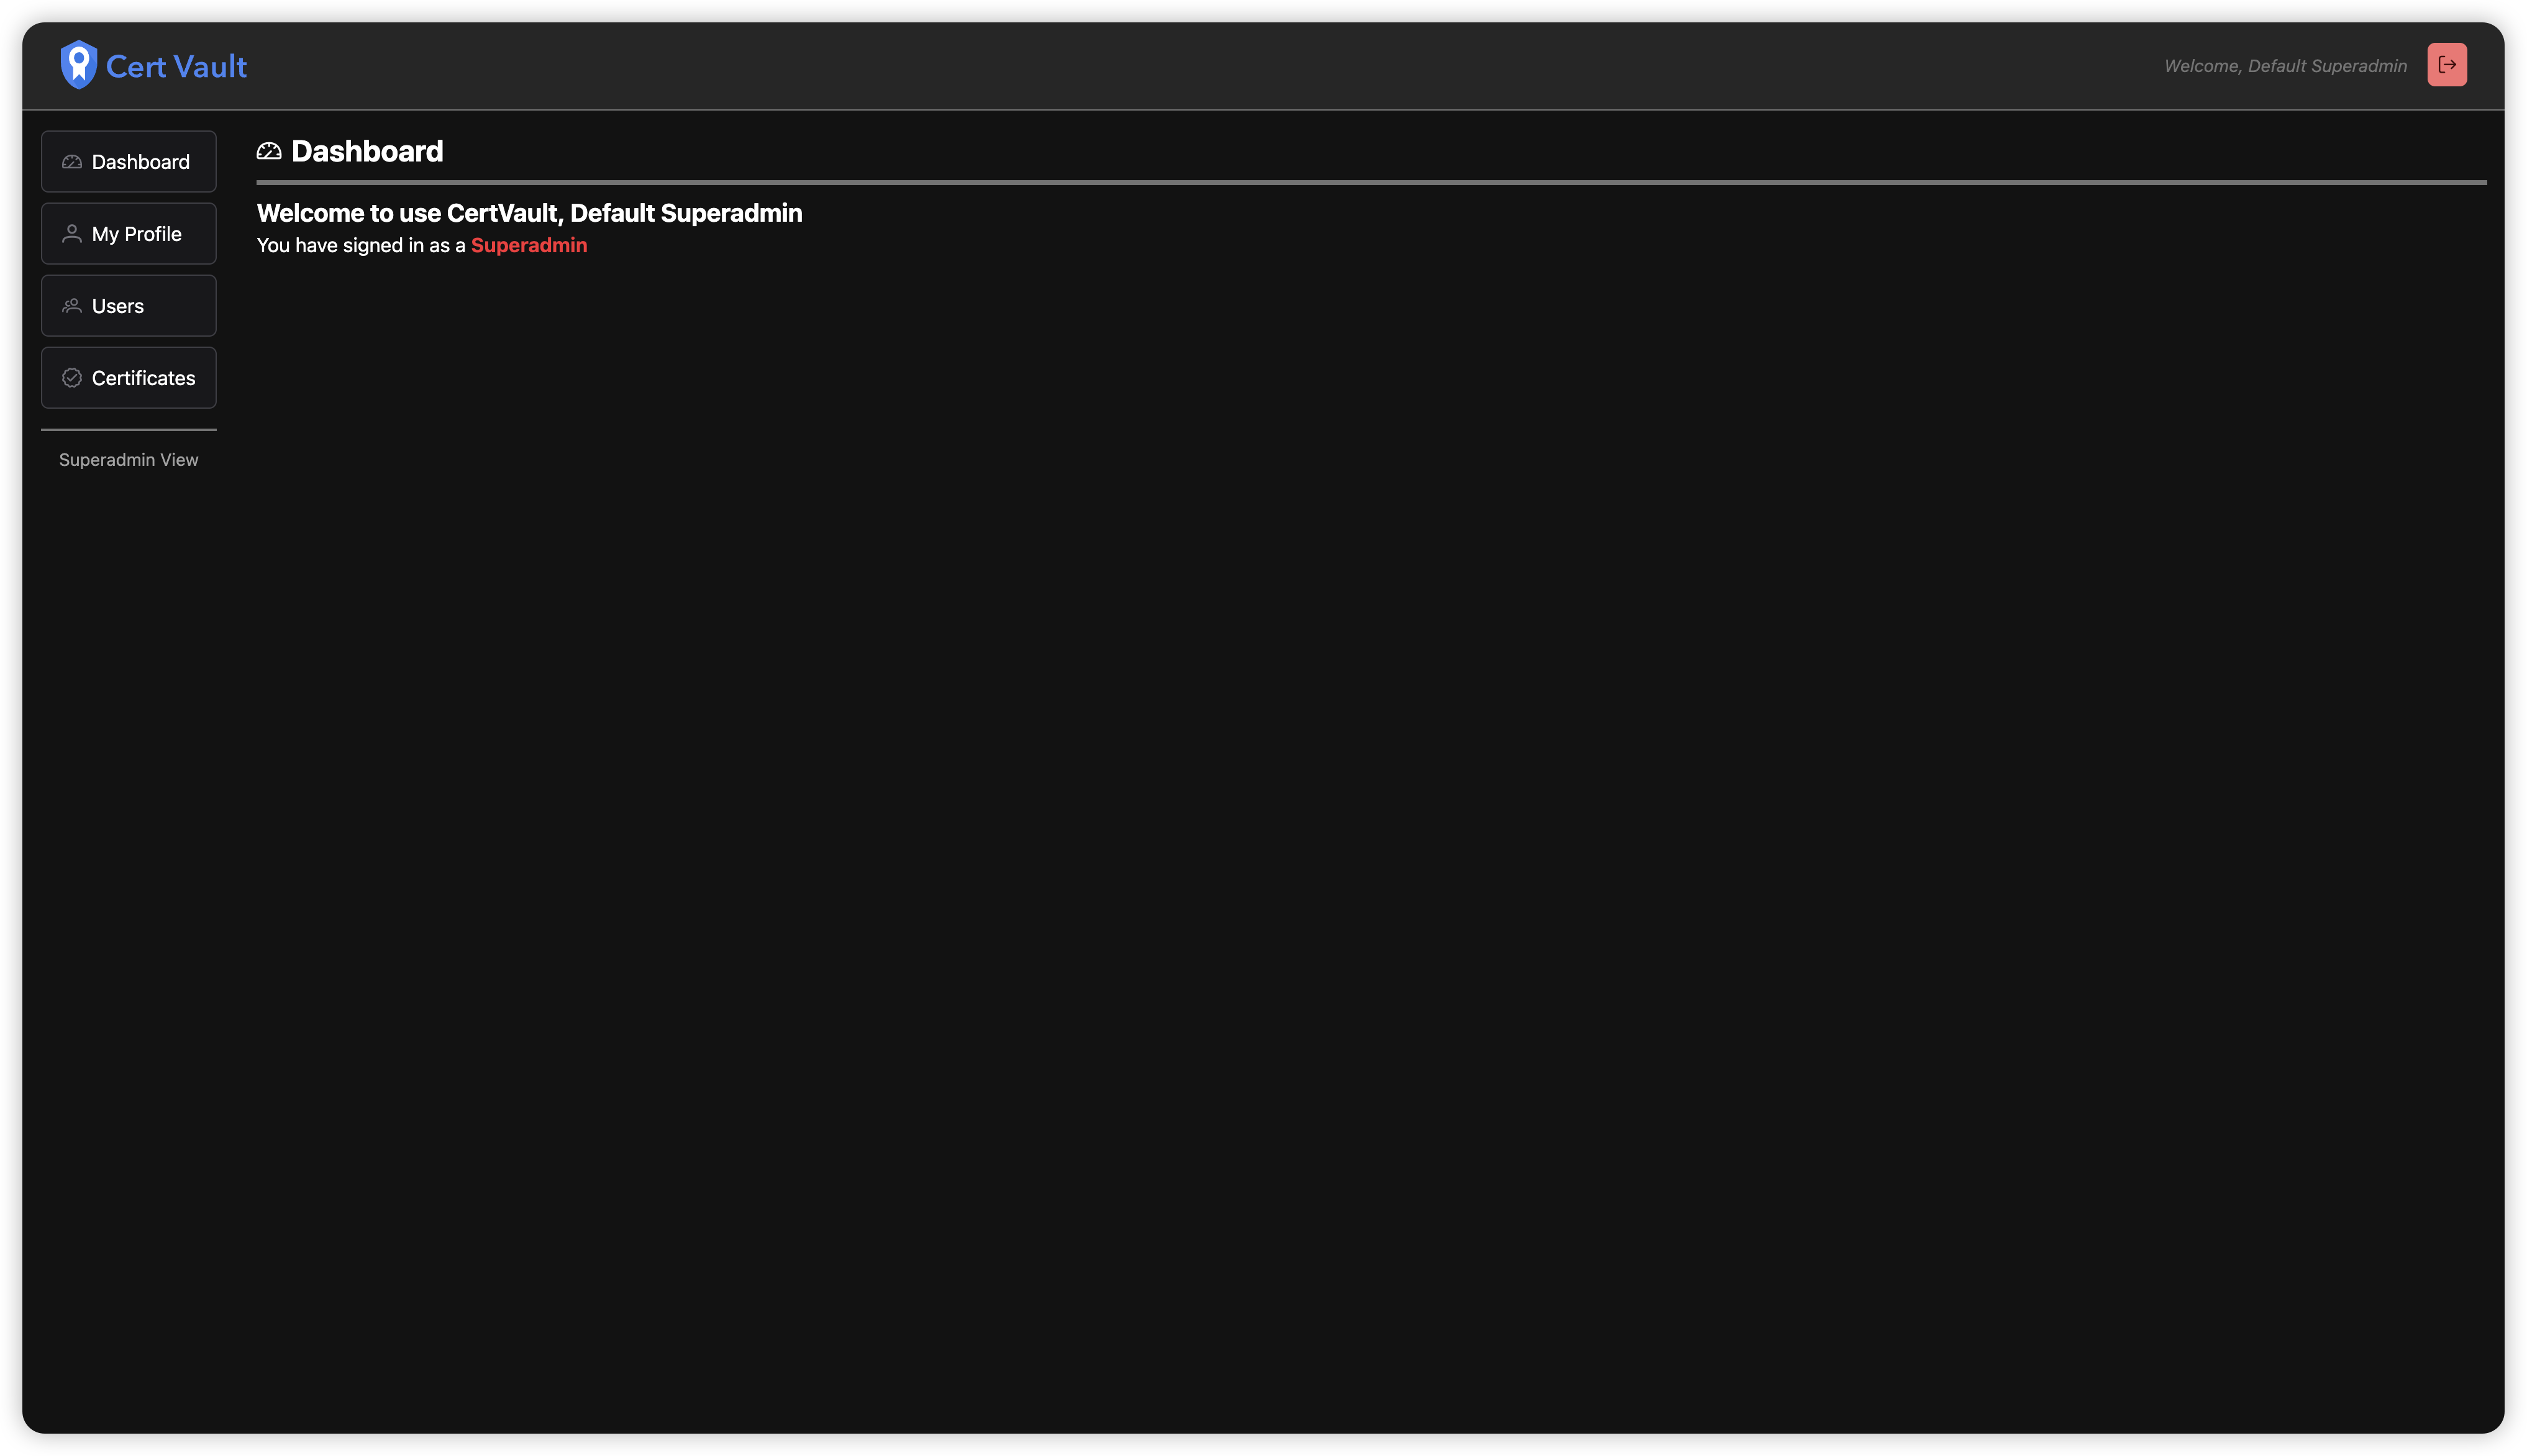 Cert Vault
Welcome, Default Superadmin
Dashboard
My Profile
Users
Certificates
Superadmin View
Dashboard
Welcome to use CertVault, Default Superadmin
You have signed in as a Superadmin